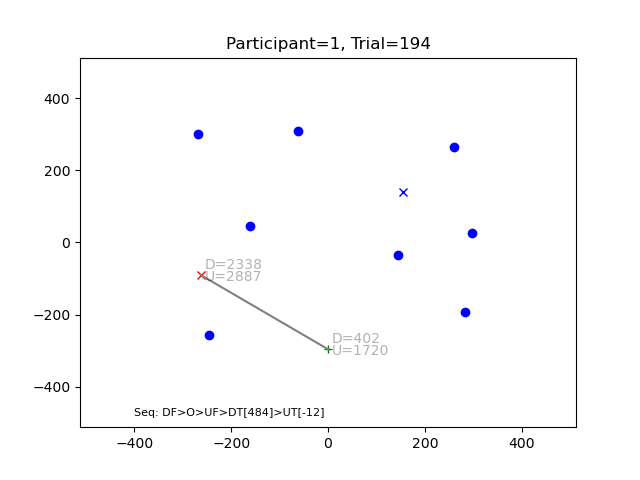 Participant=1, Trial=194
400
200
0
−200
−400
D=2338
U=2887
D=402
U=1720
Seq: DF>O>UF>DT[484]>UT[-12]
−400
−200
0
200
400